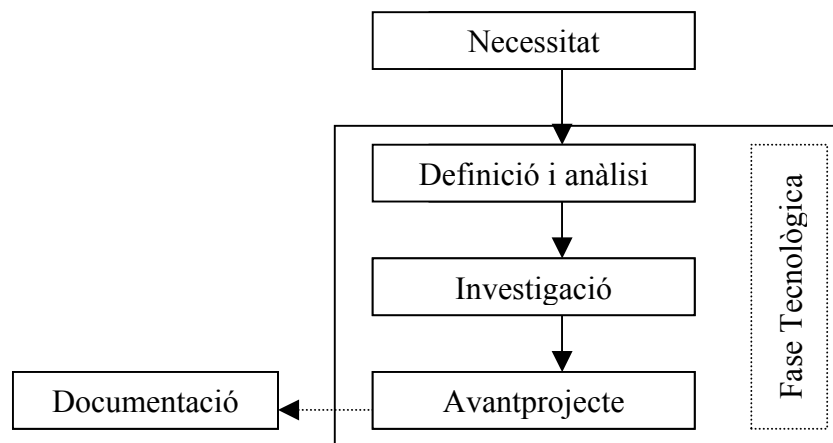 Necessitat
Definició i anàlisi
Fase Tecnològica
Investigació
Documentació
Avantprojecte